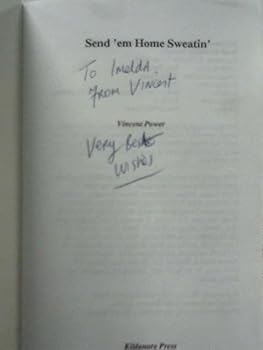 Send 'em Home Sweatin'
To Imelda.
From Vincent
Vincent Power
Very Best
Wishes
Kildanore Press